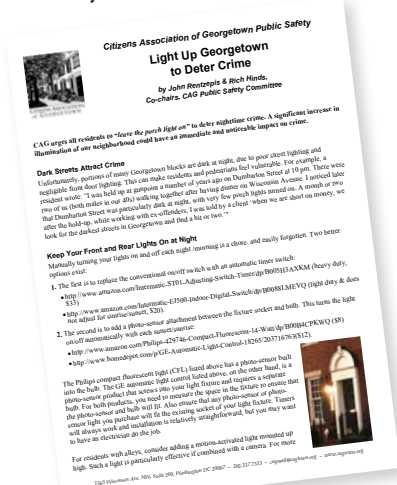 Citizens Association of Georgetown Public Safety
Light Up Georgetown
to Deter Crime
by John Rentzepis & Rich Hinds,
Co-chairs, CAG Public Safety Committee
CAG urges all residents to "leave the porch light on" to deter nighttime crime. A significant increase in
illumination of our neighborhood could have an immediate and noticeable impact on crime.
Dark Streets Attract Crime
Unfortunately, portions of many Georgetown blocks are dark at night, due to poor street lighting and
negligible front door lighting. This can make residents and pedestrians feel vulnerable. For example, a
resident wrote: "I was held up at gunpoint a number of years ago on Dumbarton Street at 10 pm. There were
two of us (both males in our 40s) walking together after having dinner on Wisconsin Avenue. I noticed later
that Dumbarton Street was particularly dark at night, with very few porch lights turned on. A month or two
after the hold-up, while working with ex-offenders, I was told by a client 'when we are short on money, we
look for the darkest streets in Georgetown and find a hit or two.'"
Keep Your Front and Rear Lights On at Night
Manually turning your lights on and off each night /morning is a chore, and easily forgotten. Two better
options exist:
1. The first is to replace the conventional on/off switch with an automatic timer switch:
• http://www.amazon.com/Intermatic-ST01-Adjusting-Switch-Timer/dp/B005H3AXKM (heavy duty,
$33)
• http://www.amazon.com/Intermatic-EJ500-Indoor-Digital-Switch/dp/B0088LMEVQ (light duty & does
not adjust for sunrise/sunset, $20).
2. The second is to add a photo-sensor attachment between the fixture socket and bulb. This turns the light
on/off automatically with each sunset/sunrise:
• http://www.amazon.com/Philips-429746-Compact-Fluorescent-14-Watt/dp/B00B4CPKWQ ($8)
• http://www.homedepot.com/p/GE-Automatic-Light-Control-18265/203716763($12).
The Philips compact fluorescent light (CFL) listed above has a photo-sensor built
into the bulb. The GE automatic light control listed above, on the other hand, is a
photo-sensor product that screws into your light fixture and requires a separate
bulb. For both products, you need to measure the space in the fixture to ensure that
the photo-sensor and bulb will fit. Also ensure that any photo-sensor or photo-
sensor light you purchase will fit the existing socket of your light fixture. Timers
will always work and installation is relatively straightforward, but you may want
to have an electrician do the job.
For residents with alleys, consider adding a motion-activated light mounted up
high. Such a light is particularly effective if combined with a camera. For more
1365 Wisconsin Ave. NW, Suite 200, Washington DC 20007 - 202.337.7313 - cagmail@cagtown.org - www.cagtown.org